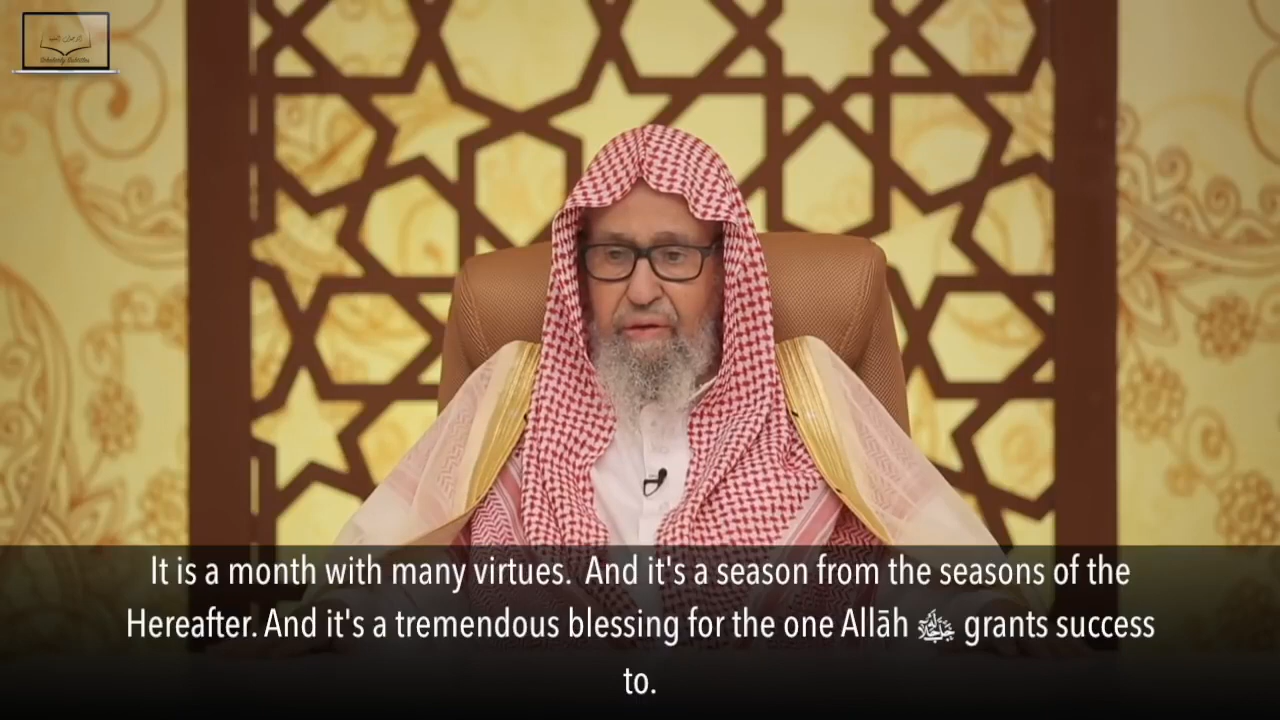 It is a month with many virtues. And it's a season from the seasons of the
Hereafter. And it's a tremendous blessing for the one Allāh ﷻ grants success
to.